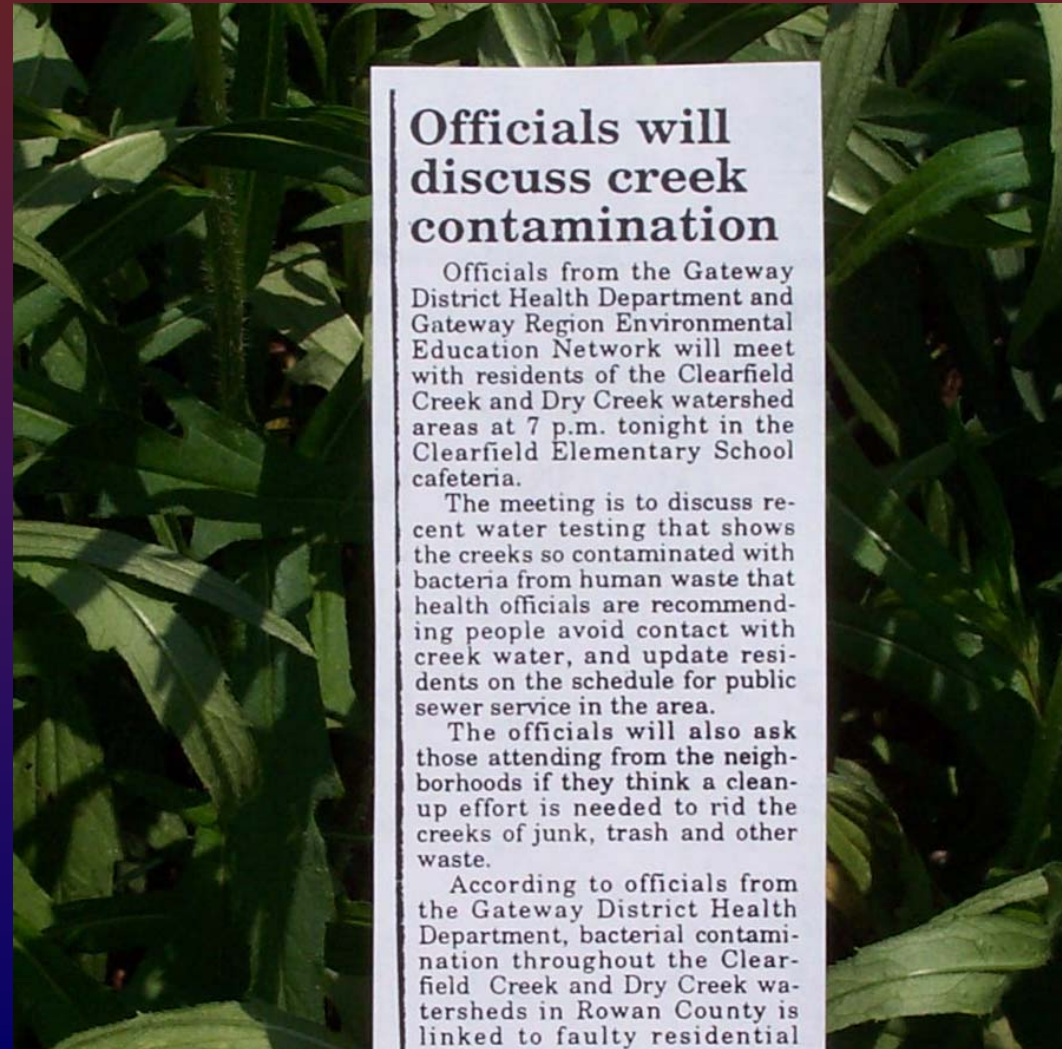 Officials will
discuss creek
contamination
Officials from the Gateway
District Health Department and
Gateway Region Environmental
Education Network will meet
with residents of the Clearfield
Creek and Dry Creek watershed
areas at 7 p.m. tonight in the
Clearfield Elementary School
cafeteria.
The meeting is to discuss re-
cent water testing that shows
the creeks so contaminated with
bacteria from human waste that
health officials are recommend-
ing people avoid contact with
creek water, and update resi-
dents on the schedule for public
sewer service in the area.
The officials will also ask
those attending from the neigh-
borhoods if they think a clean-
up effort is needed to rid the
creeks of junk, trash and other
waste.
According to officials from
the Gateway District Health
Department, bacterial contami-
nation throughout the Clear-
field Creek and Dry Creek wa-
tersheds in Rowan County is
linked to faulty residential